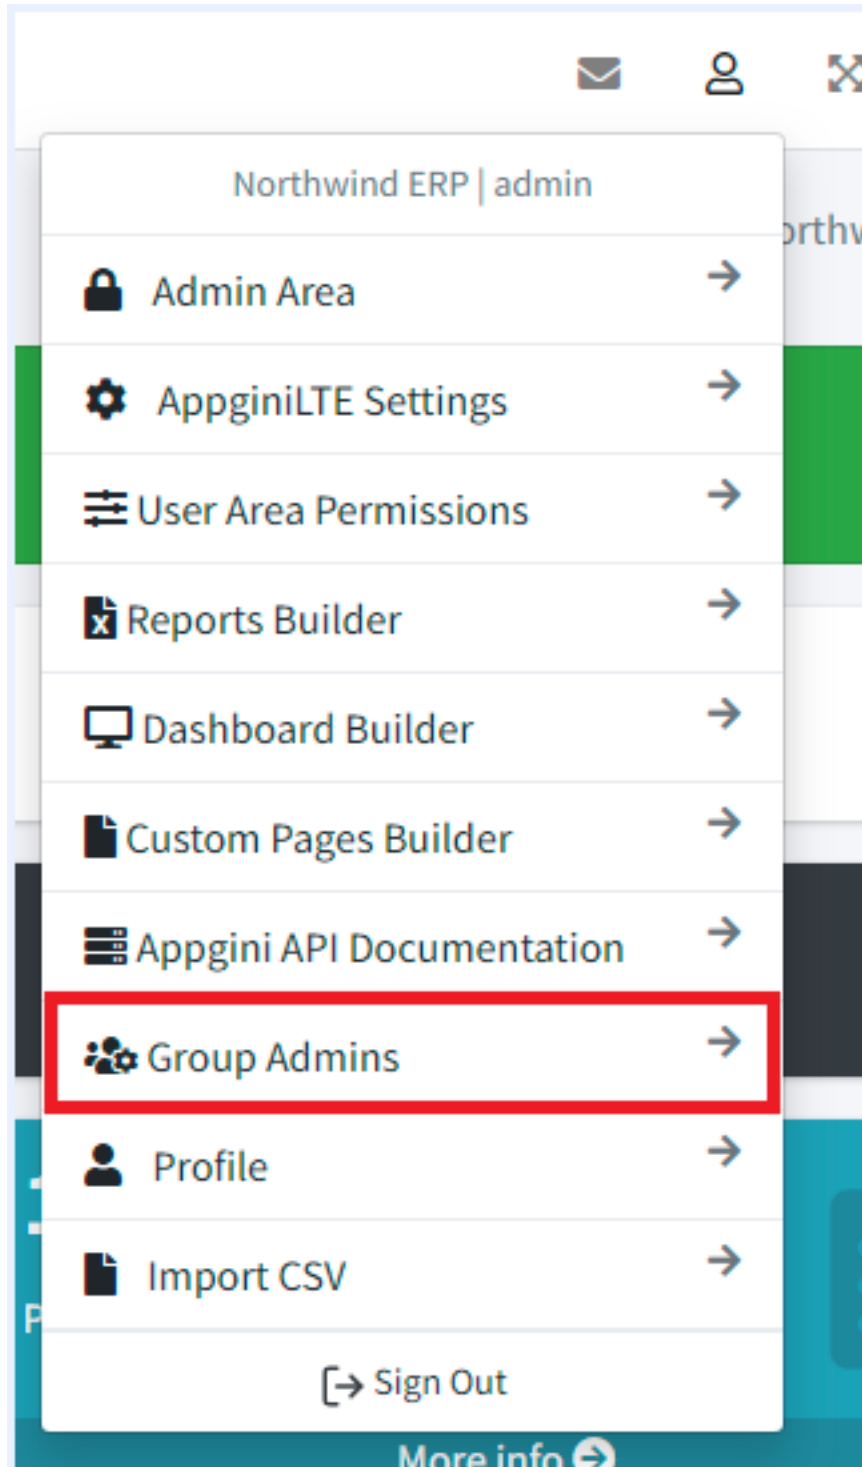 Northwind ERP | admin
Admin Area
AppginiLTE Settings
User Area Permissions
Reports Builder
Dashboard Builder
Custom Pages Builder
Appgini API Documentation
Group Admins
Profile
Import CSV
Sign Out
More info